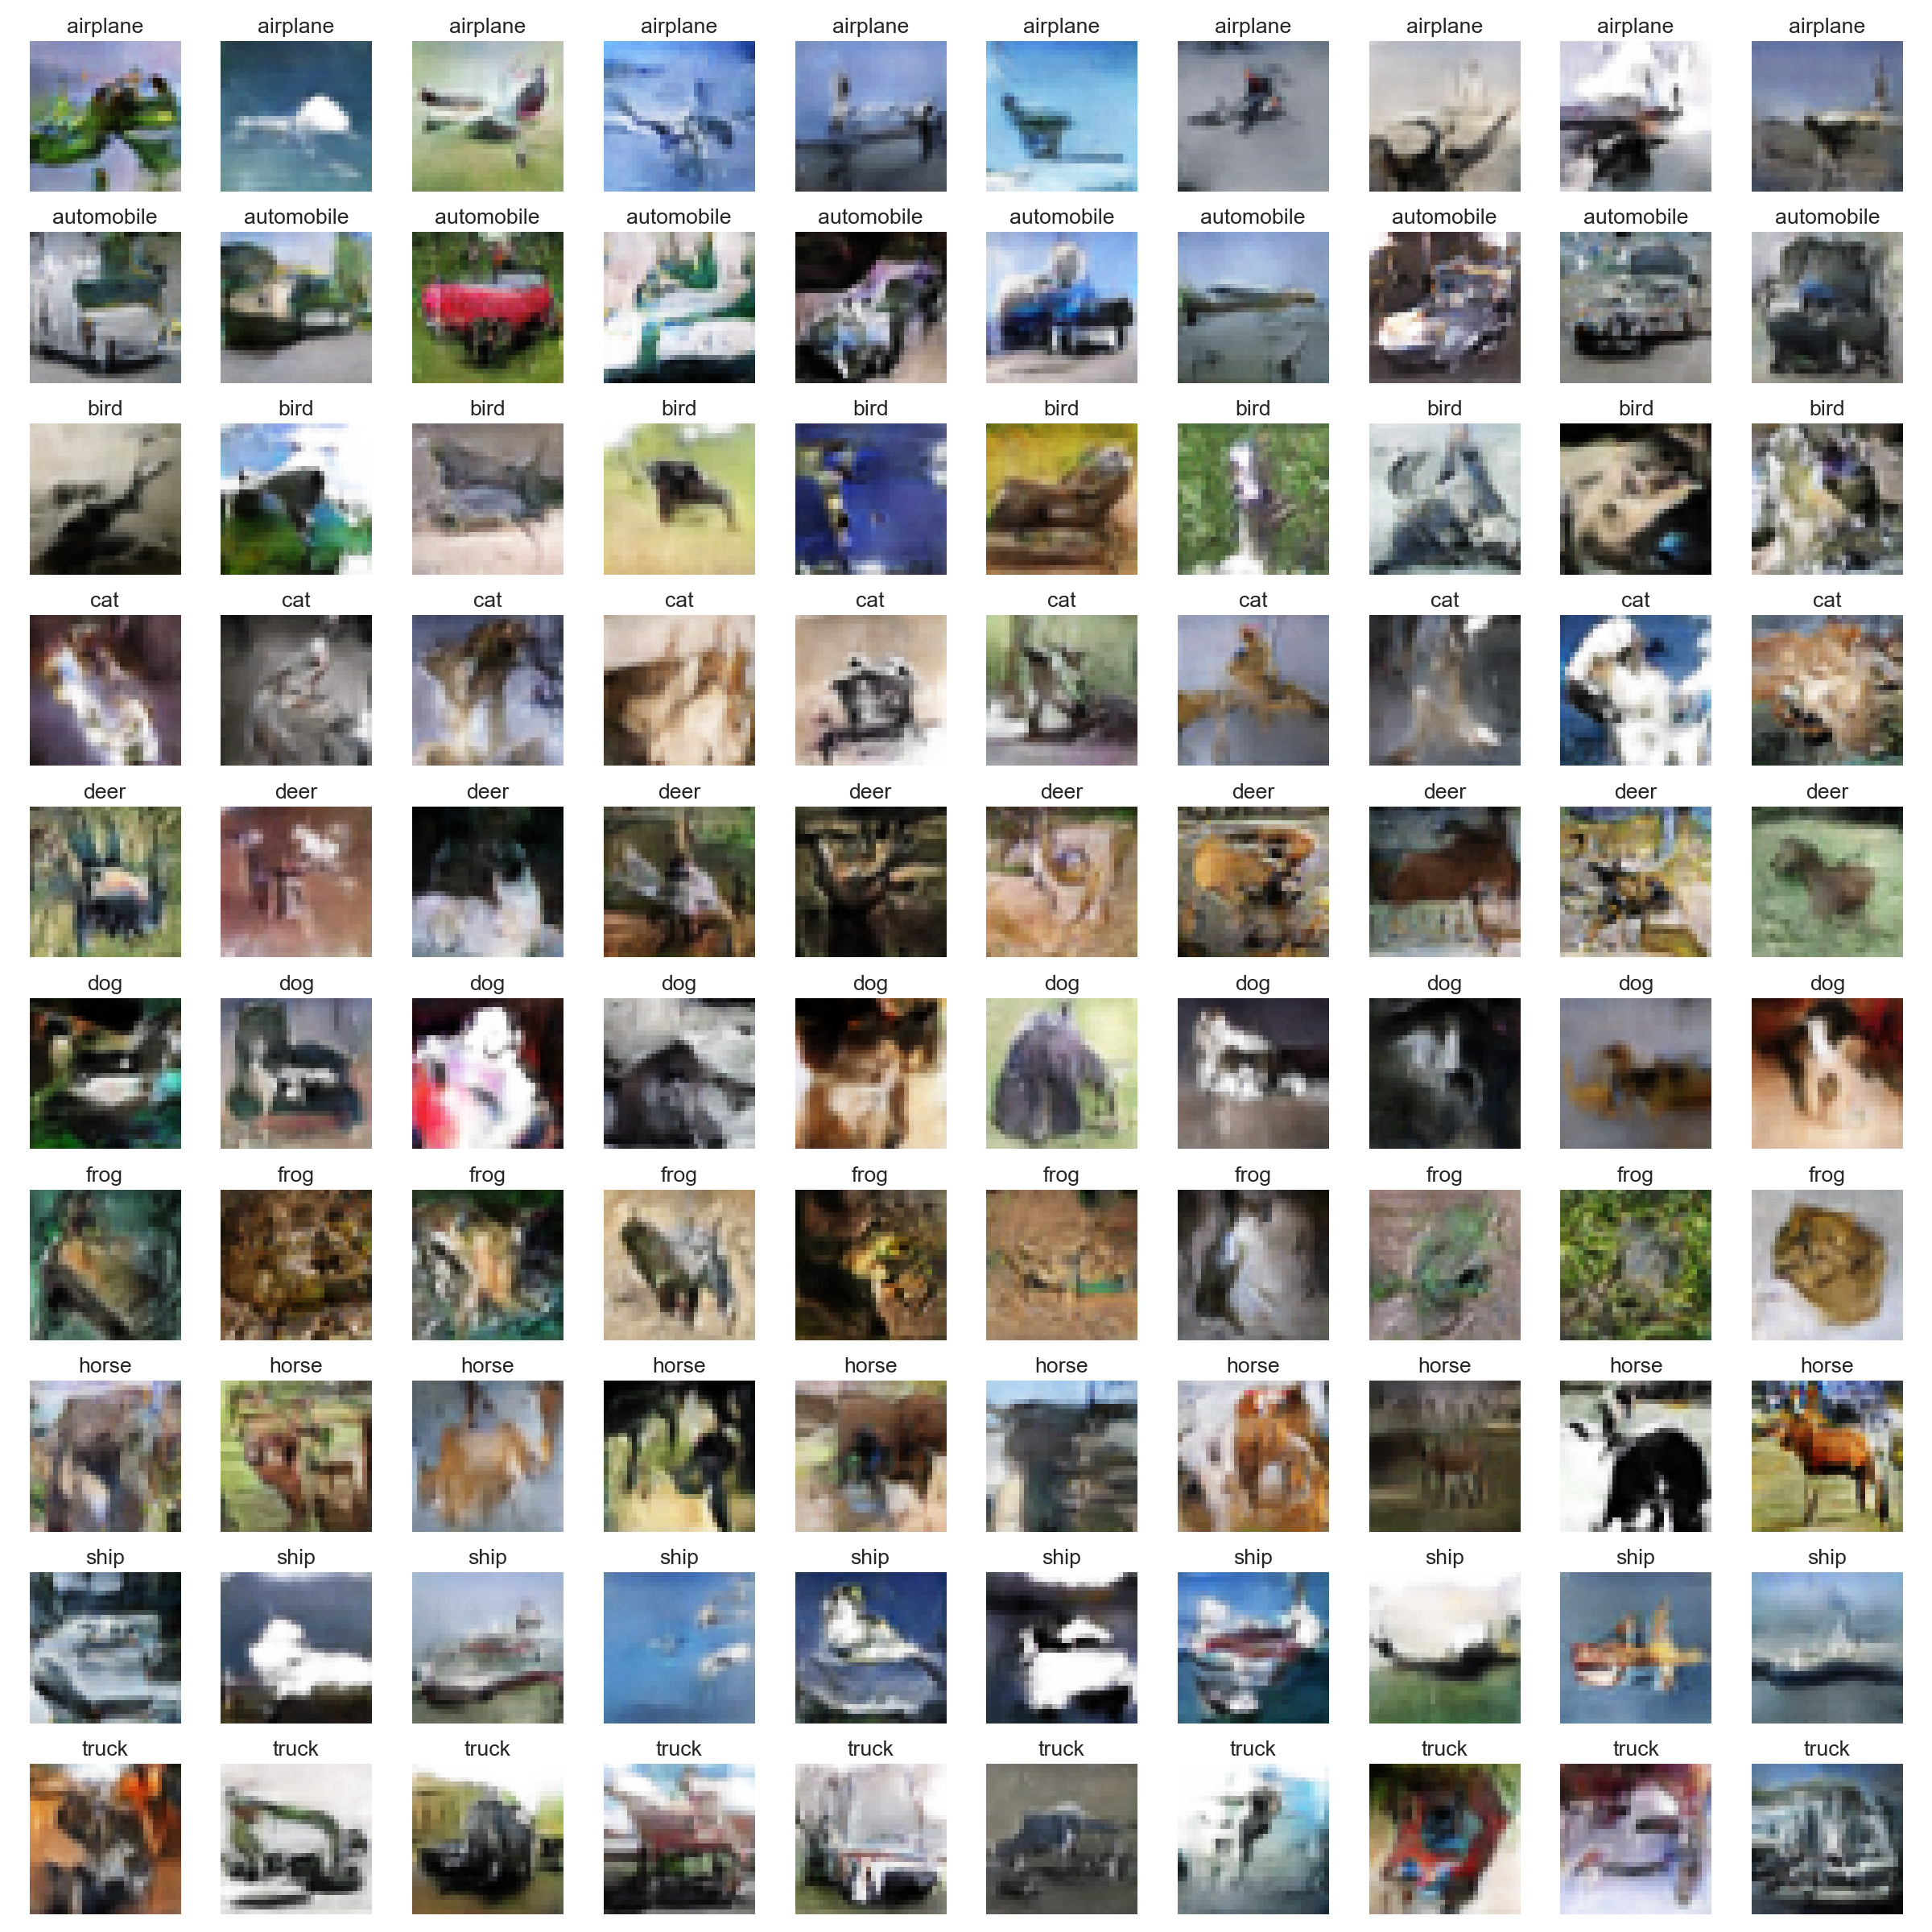 airplane airplane airplane airplane airplane airplane airplane airplane airplane airplane
automobile automobile automobile automobile automobile automobile automobile automobile automobile automobile
bird bird bird bird bird bird bird bird bird bird
cat cat cat cat cat cat cat cat cat cat
deer deer deer deer deer deer deer deer deer deer
dog dog dog dog dog dog dog dog dog dog
frog frog frog frog frog frog frog frog frog frog
horse horse horse horse horse horse horse horse horse horse
ship ship ship ship ship ship ship ship ship ship
truck truck truck truck truck truck truck truck truck truck